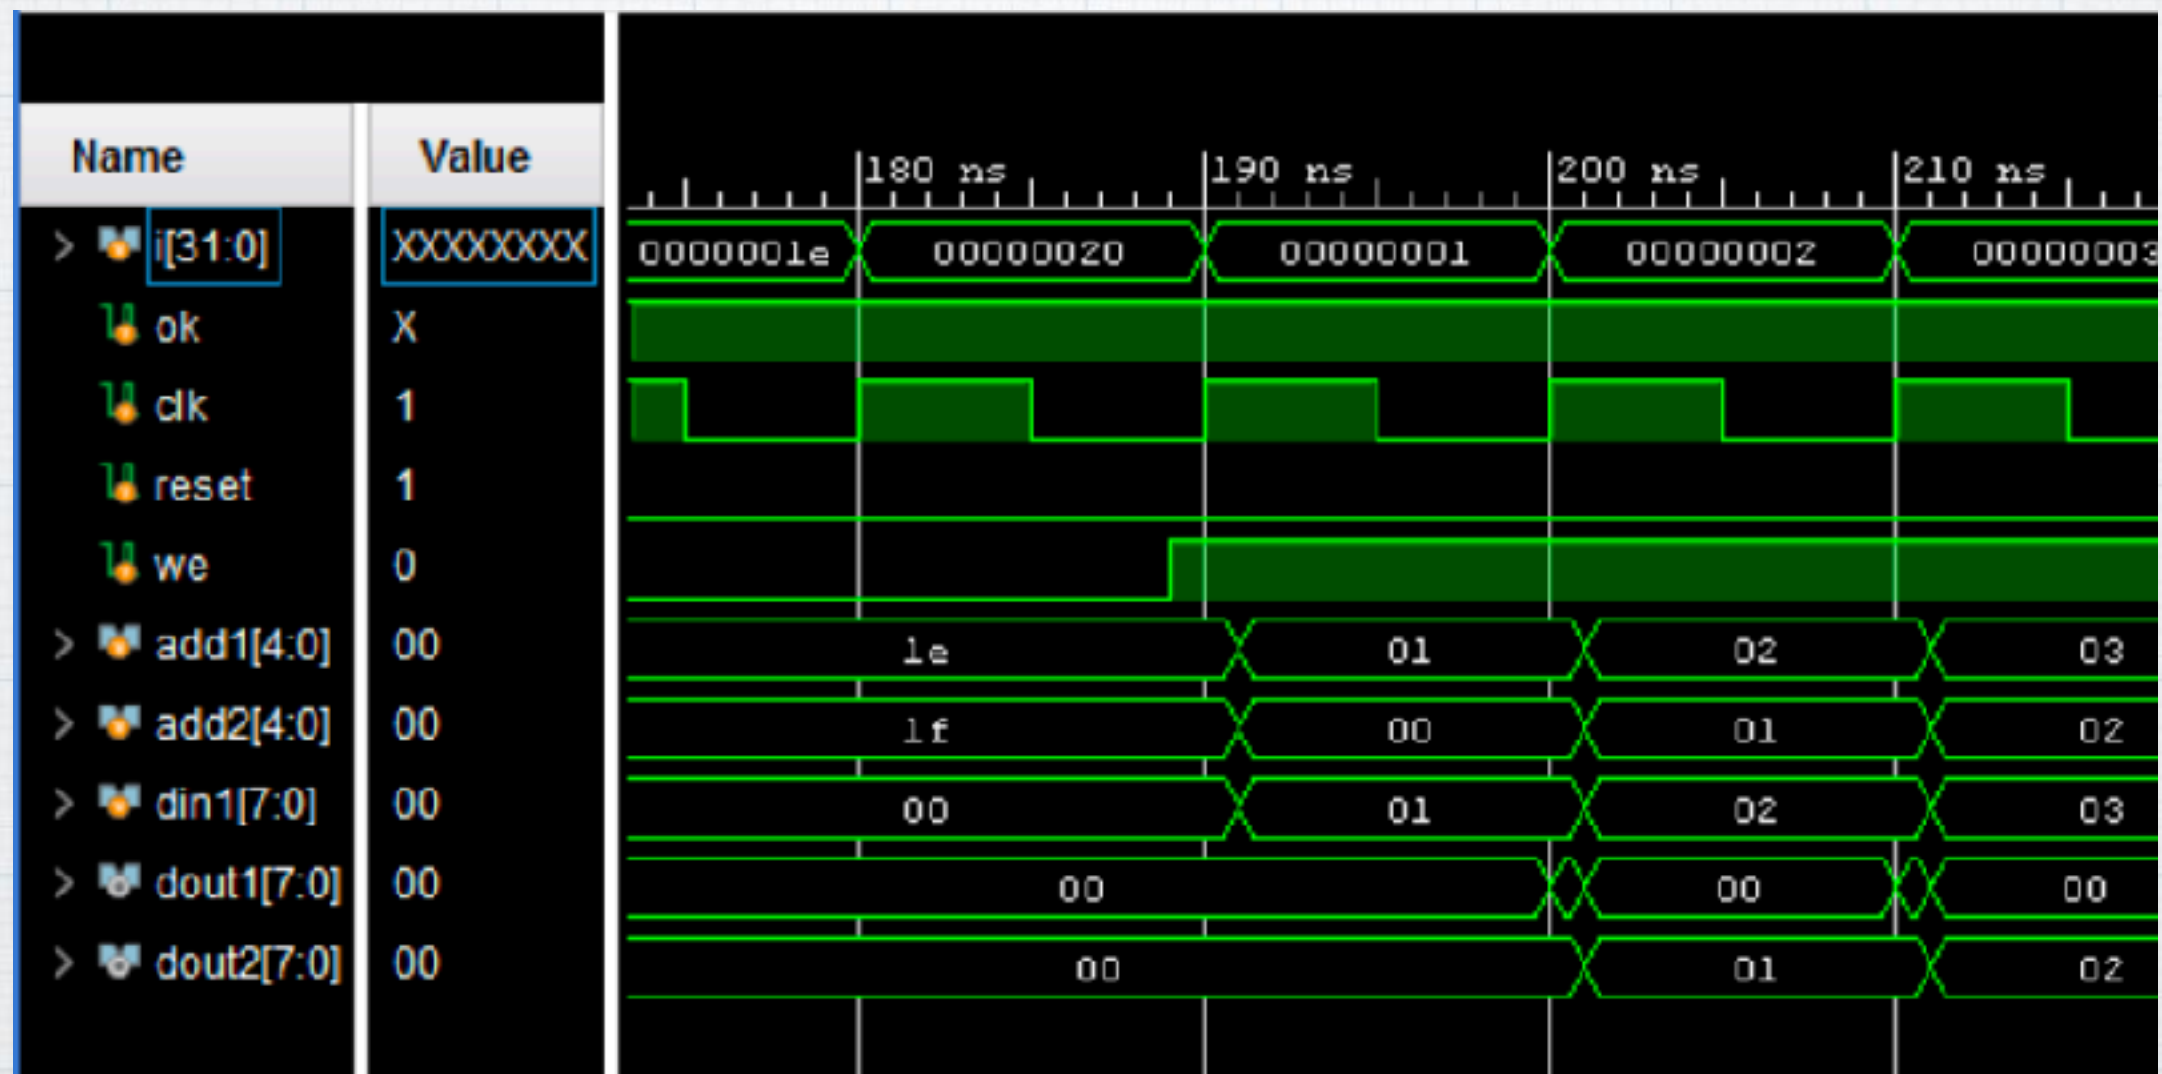 Name Value
180 ns 190 ns 200 ns 210 ns
i[31:0] XXXXXXXX 0000001e 00000020 00000001 00000002 00000003
ok X
clk 1
reset 1
we 0
add1[4:0] 00 1e 01 02 03
add2[4:0] 00 1f 00 01 02
din1[7:0] 00 00 01 02 03
dout1[7:0] 00 00 00 00
dout2[7:0] 00 00 01 02